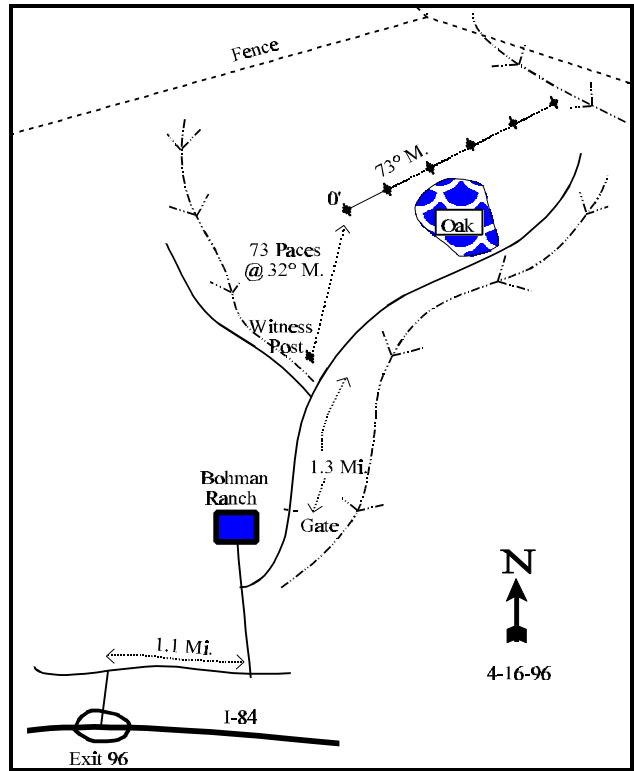 Fence
73° M.
0'
Oak
73 Paces
@ 32° M.
Witness
Post
1.3 Mi.
Bohman
Ranch
Gate
N
1.1 Mi.
4-16-96
I-84
Exit 96